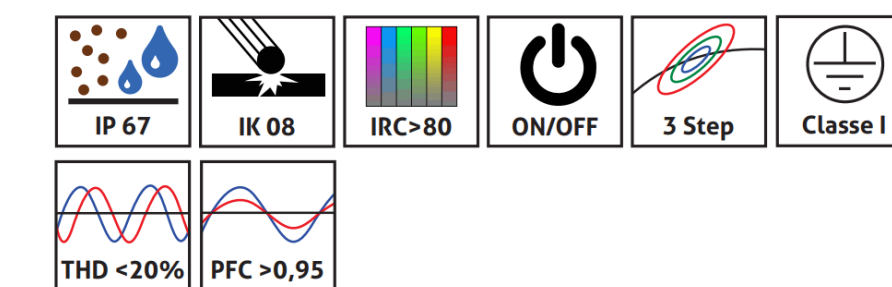 IP 67
IK 08
IRC>80
ON/OFF
3 Step
Classe I
THD <20%
PFC >0,95